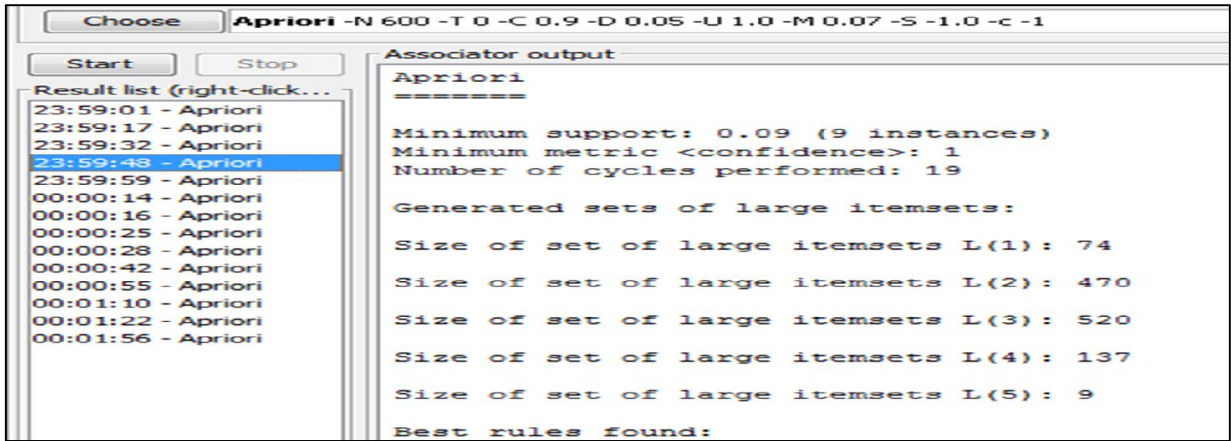 Choose Apriori -N 600 -T 0 -C 0.9 -D 0.05 -U 1.0 -M 0.07 -S -1.0 -c -1
Start Stop
Result list (right-click...
23:59:01 - Apriori
23:59:17 - Apriori
23:59:32 - Apriori
23:59:48 - Apriori
23:59:59 - Apriori
00:00:14 - Apriori
00:00:16 - Apriori
00:00:25 - Apriori
00:00:28 - Apriori
00:00:42 - Apriori
00:00:55 - Apriori
00:01:10 - Apriori
00:01:22 - Apriori
00:01:56 - Apriori
Associator output
Apriori
=======
Minimum support: 0.09 (9 instances)
Minimum metric <confidence>: 1
Number of cycles performed: 19
Generated sets of large itemsets:
Size of set of large itemsets L(1): 74
Size of set of large itemsets L(2): 470
Size of set of large itemsets L(3): 520
Size of set of large itemsets L(4): 137
Size of set of large itemsets L(5): 9
Best rules found: